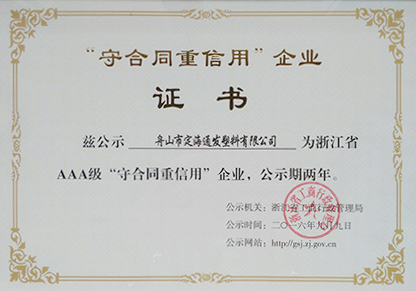 “守合同重信用”企业
证书
兹公示 舟山市定海通发塑料有限公司 为浙江省
AAA级“守合同重信用”企业，公示期两年。
公示机关：浙江省工商行政管理局
公示时间：二〇一六年九月九日
公示网站：http://gsj.zj.gov.cn